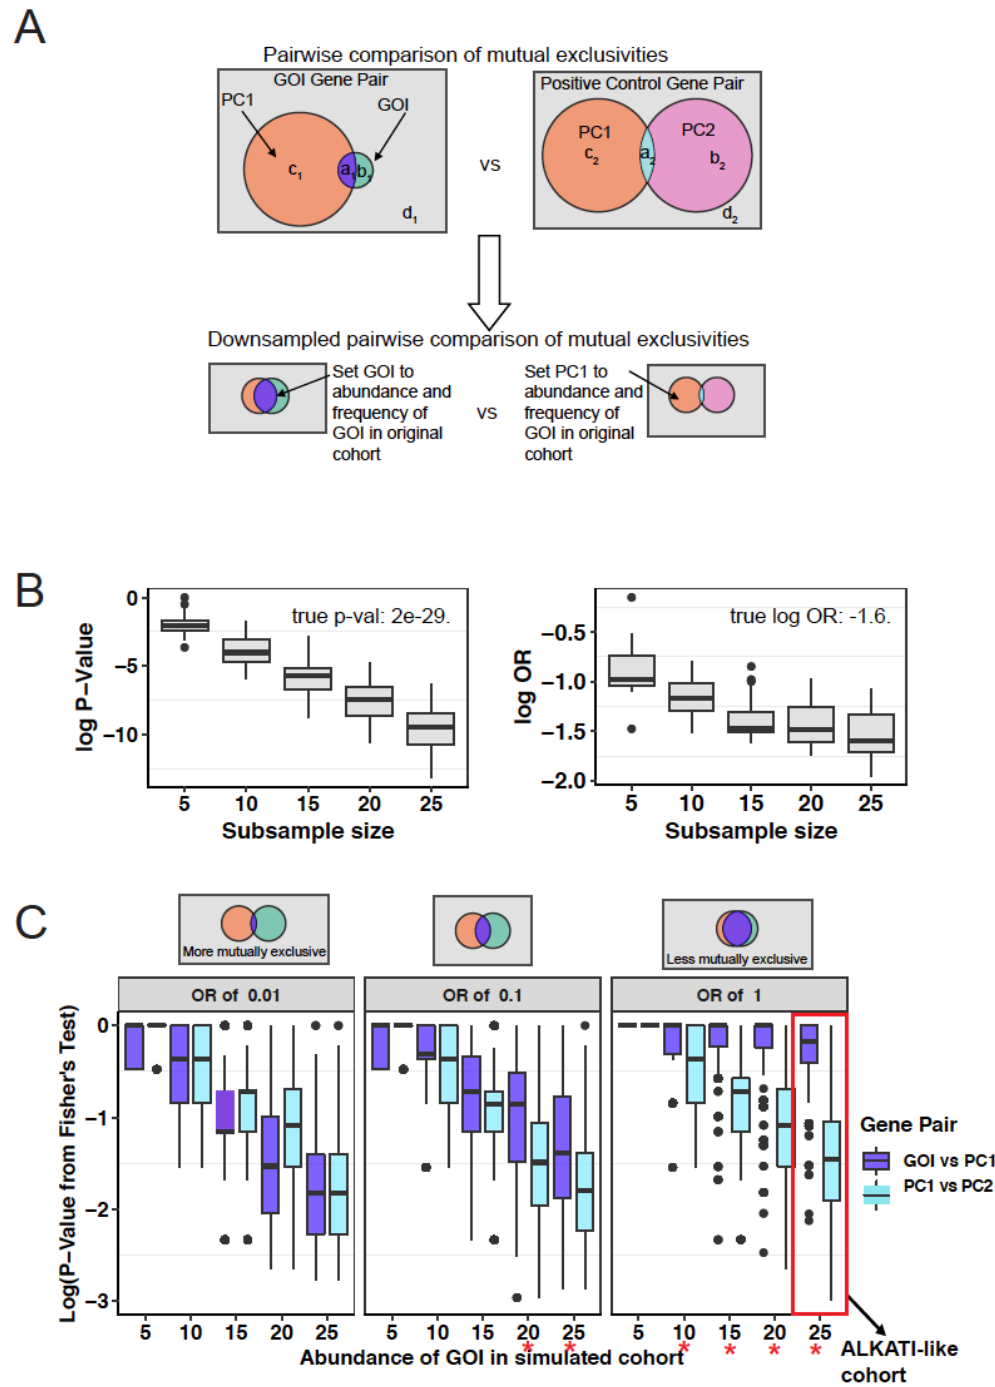 A
Pairwise comparison of mutual exclusivities
GOI Gene Pair
PC1
GOI
c1
a1
b1
d1
vs
Positive Control Gene Pair
PC1
PC2
c2
a2
b2
d2
Downsampled pairwise comparison of mutual exclusivities
Set GOI to
abundance and
frequency of
GOI in original
cohort
vs
Set PC1 to
abundance and
frequency of
GOI in original
cohort
B
log P-Value
0
-5
-10
true p-val: 2e-29.
5 10 15 20 25
Subsample size
log OR
-0.5
-1.0
-1.5
-2.0
true log OR: -1.6.
5 10 15 20 25
Subsample size
C
More mutually exclusive
Less mutually exclusive
OR of 0.01
OR of 0.1
OR of 1
Log(P-Value from Fisher's Test)
0
-1
-2
-3
5 10 15 20 25
5 10 15 20 25
5 10 15 20 25
* * * * * *
Abundance of GOI in simulated cohort
Gene Pair
GOI vs PC1
PC1 vs PC2
ALKATI-like
cohort